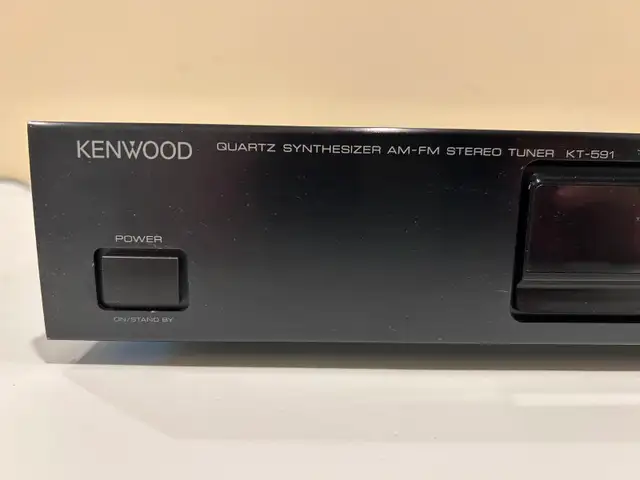 KENWOOD QUARTZ SYNTHESIZER AM-FM STEREO TUNER KT-591
POWER
ON/STAND BY